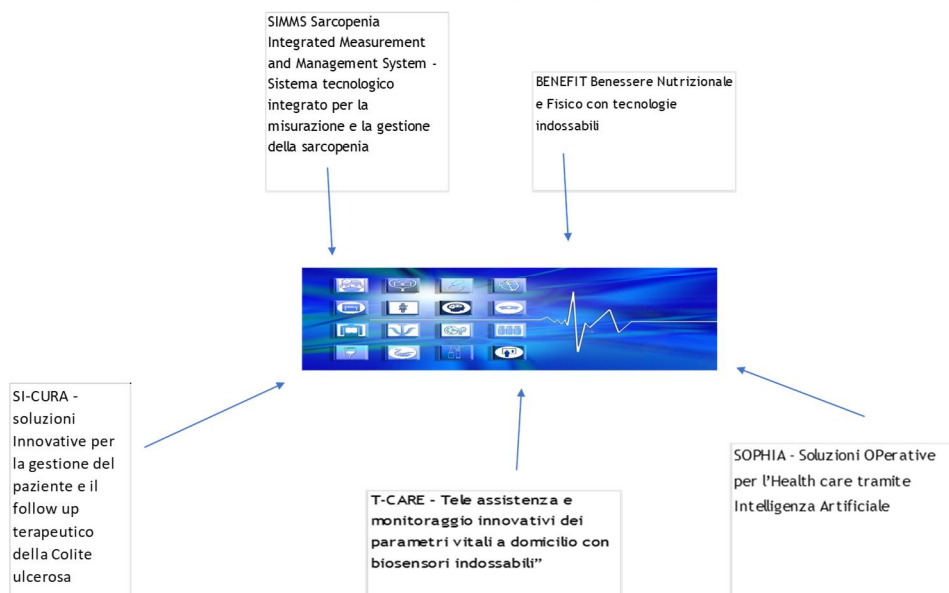 SIMMS Sarcopenia
Integrated Measurement
and Management System -
Sistema tecnologico
integrato per la
misurazione e la gestione
della sarcopenia
BENEFIT Benessere Nutrizionale
e Fisico con tecnologie
indossabili
SI-CURA -
soluzioni
Innovative per
la gestione del
paziente e il
follow up
terapeutico
della Colite
ulcerosa
T-CARE - Tele assistenza e
monitoraggio innovativi dei
parametri vitali a domicilio con
biosensori indossabili”
SOPHIA - Soluzioni OPerative
per l’Health care tramite
Intelligenza Artificiale